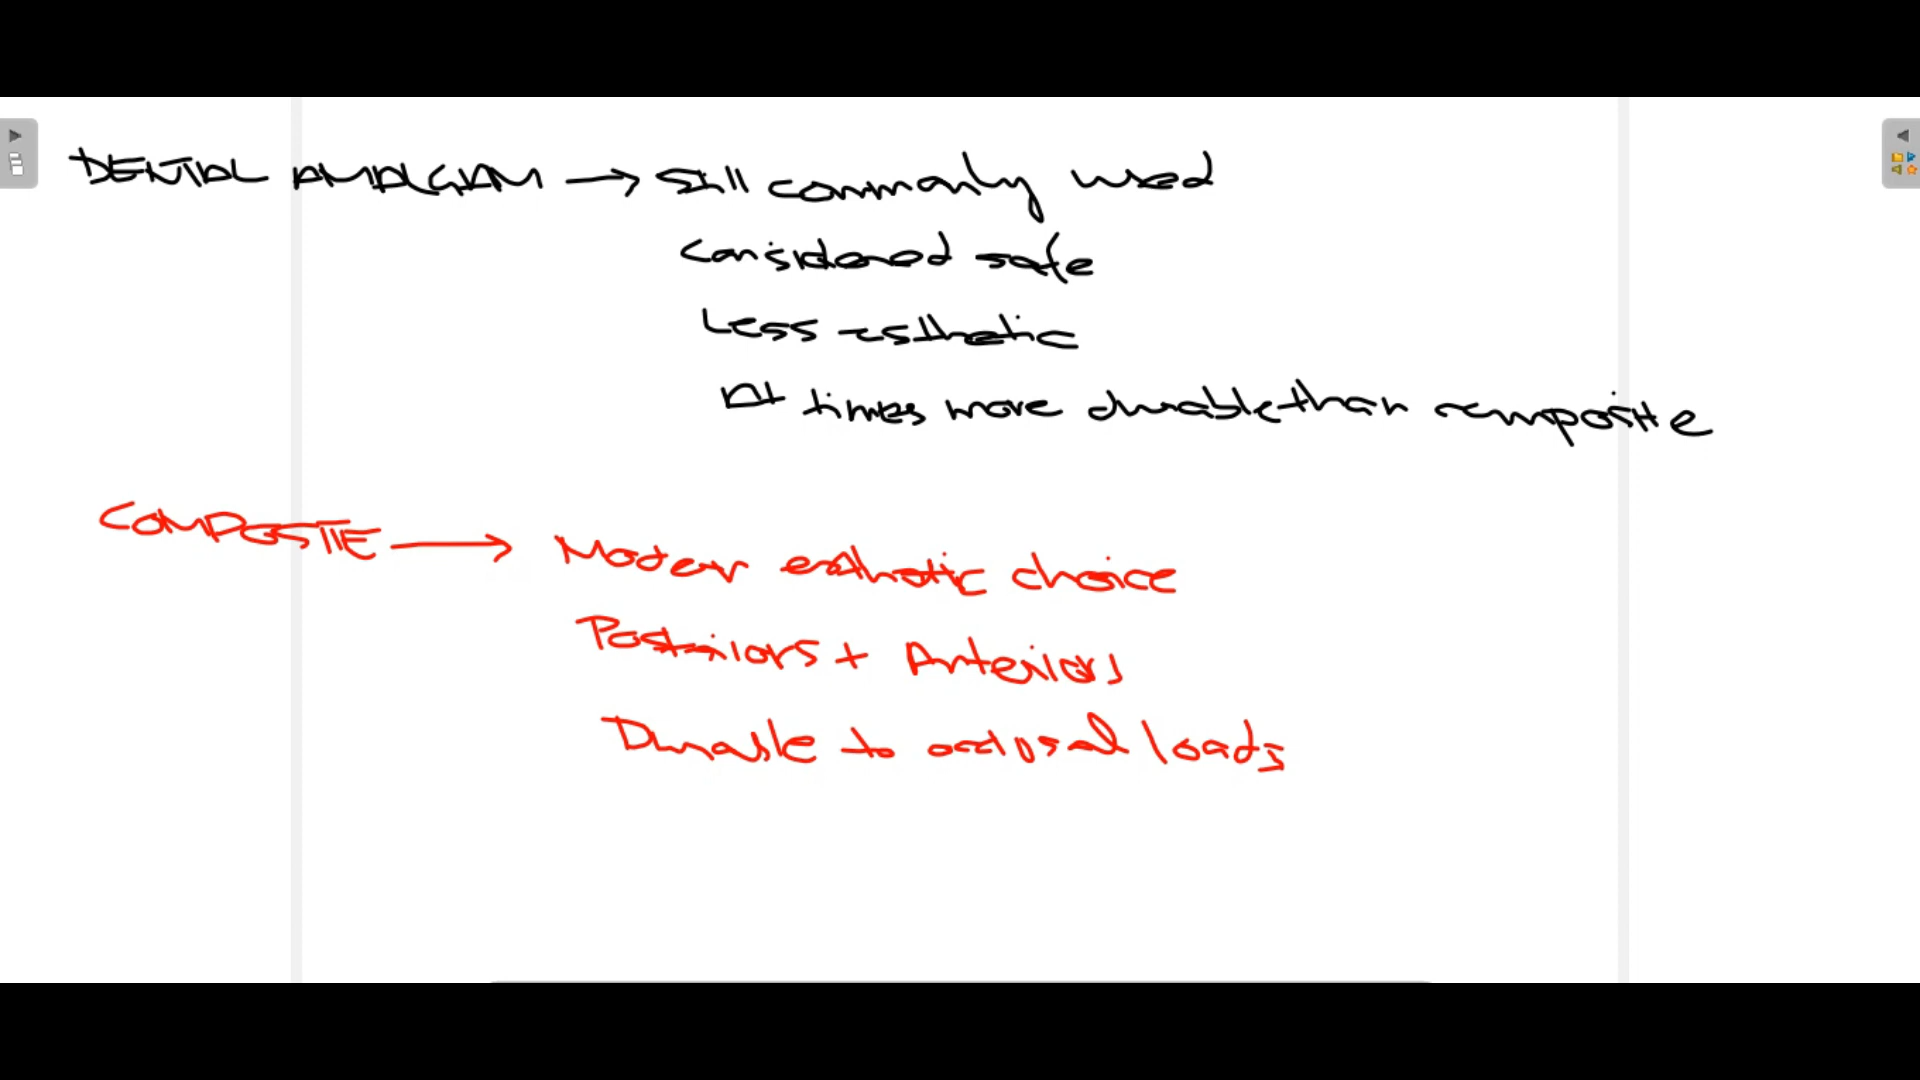 DENTAL AMALGAM → Still commonly used
Considered safe
Less esthetic
At times more durable than composite
COMPOSITE → Modern esthetic choice
Posteriors + Anteriors
Durable to occlusal loads